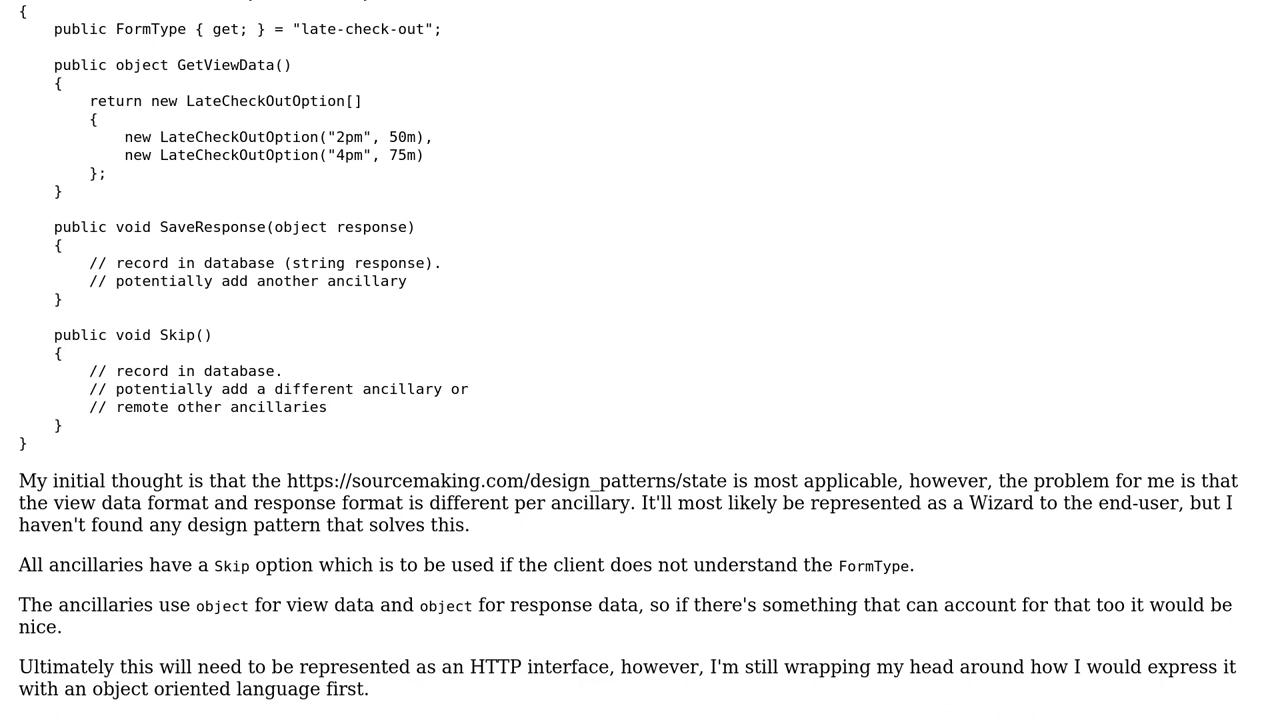 {
    public FormType { get; } = "late-check-out";
    public object GetViewData()
    {
        return new LateCheckOutOption[]
        {
            new LateCheckOutOption("2pm", 50m),
            new LateCheckOutOption("4pm", 75m)
        };
    }
    public void SaveResponse(object response)
    {
        // record in database (string response).
        // potentially add another ancillary
    }
    public void Skip()
    {
        // record in database.
        // potentially add a different ancillary or
        // remote other ancillaries
    }
}
My initial thought is that the https://sourcemaking.com/design_patterns/state is most applicable, however, the problem for me is that
the view data format and response format is different per ancillary. It'll most likely be represented as a Wizard to the end-user, but I
haven't found any design pattern that solves this.
All ancillaries have a Skip option which is to be used if the client does not understand the FormType.
The ancillaries use object for view data and object for response data, so if there's something that can account for that too it would be
nice.
Ultimately this will need to be represented as an HTTP interface, however, I'm still wrapping my head around how I would express it
with an object oriented language first.